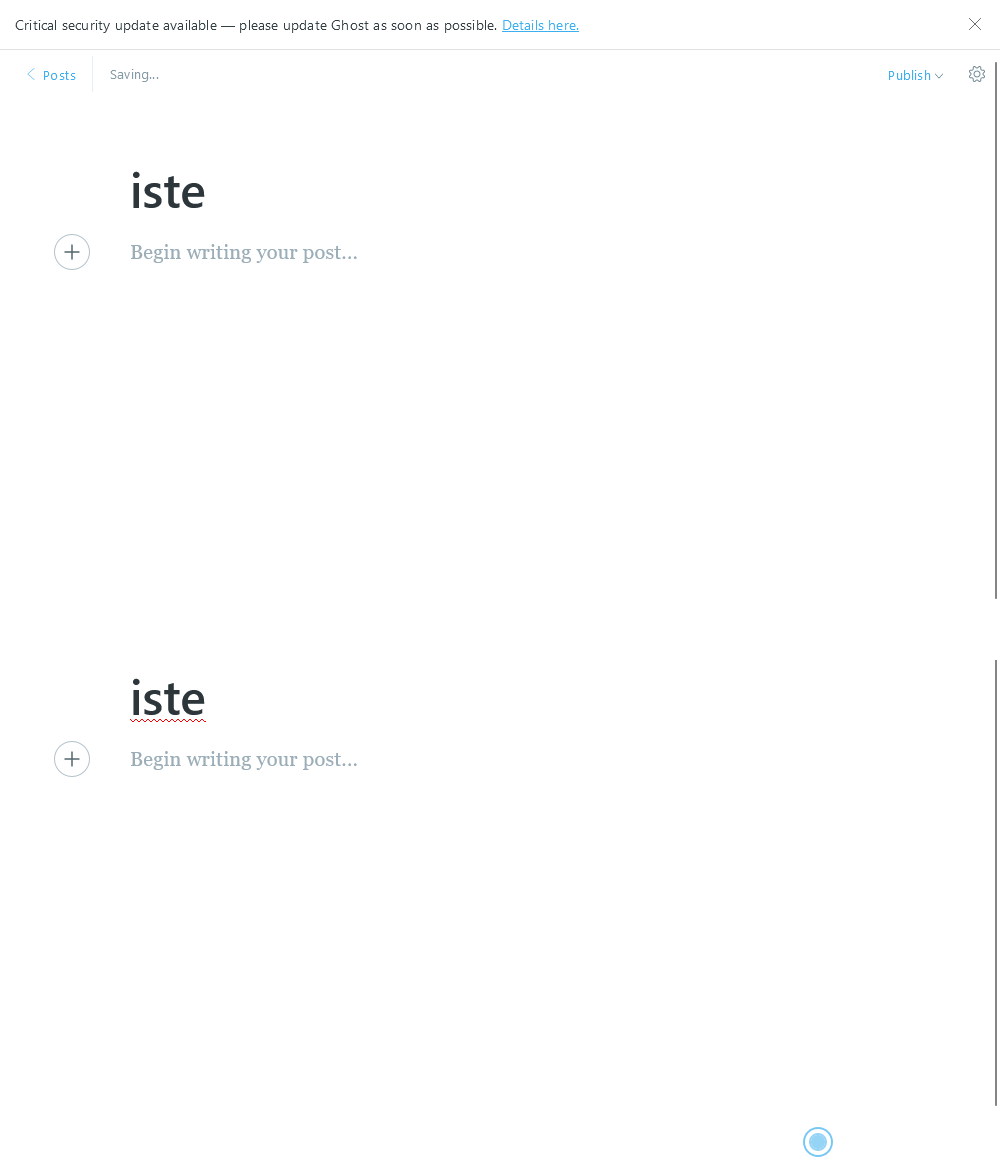 Critical security update available — please update Ghost as soon as possible. Details here.
Posts
Saving...
Publish
iste
Begin writing your post...
iste
Begin writing your post...